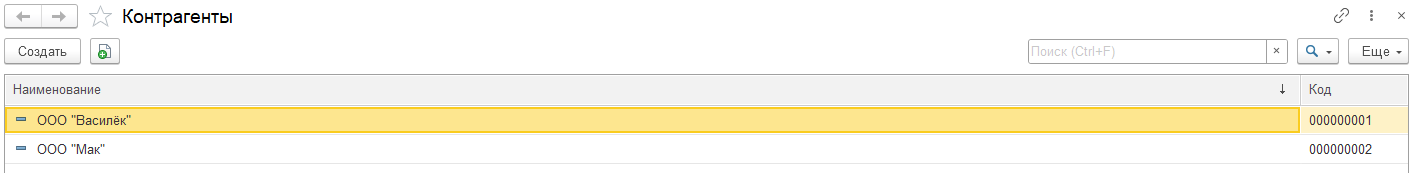 Контрагенты
Создать
Поиск (Ctrl+F)
×
Еще
Наименование ↓ Код
ООО "Василёк" 000000001
ООО "Мак" 000000002